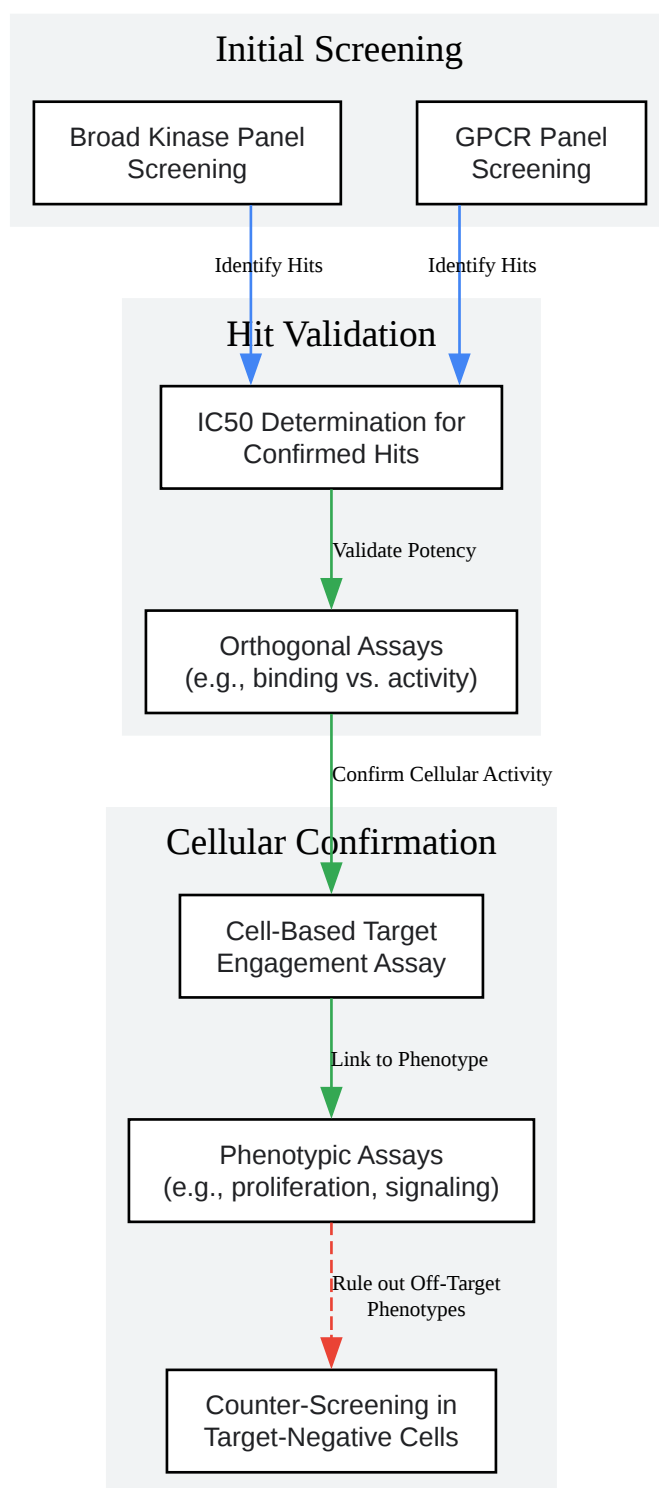 Initial Screening
Broad Kinase Panel
Screening
GPCR Panel
Screening
Identify Hits
Identify Hits
Hit Validation
IC50 Determination for
Confirmed Hits
Validate Potency
Orthogonal Assays
(e.g., binding vs. activity)
Confirm Cellular Activity
Cellular Confirmation
Cell-Based Target
Engagement Assay
Link to Phenotype
Phenotypic Assays
(e.g., proliferation, signaling)
Rule out Off-Target
Phenotypes
Counter-Screening in
Target-Negative Cells